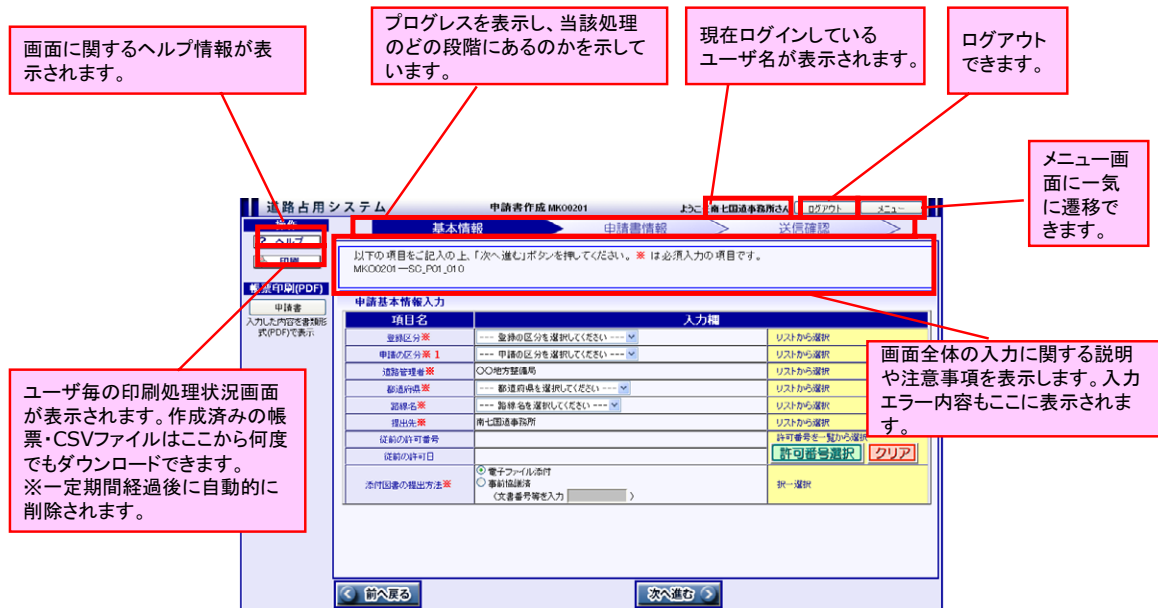 画面に関するヘルプ情報が表
示されます。
プログレスを表示し、当該処理
のどの段階にあるのかを示して
います。
現在ログインしている
ユーザ名が表示されます。
ログアウト
できます。
メニュー画
面に一気
に遷移で
きます。
道路占用システム
申請書作成 MK00201
ようこそ南七国道事務所さん
ログアウト
メニュー
操作
? ヘルプ
印刷
帳票印刷(PDF)
申請書
入力した内容を書類形
式(PDF)で表示
基本情報
申請書情報
送信確認
以下の項目をご記入の上、「次へ進む」ボタンを押してください。※ は必須入力の項目です。
MK00201―SC_P01_010
申請基本情報入力
項目名 入力欄
登録区分※ --- 登録の区分を選択してください --- リストから選択
申請の区分※ 1 --- 申請の区分を選択してください --- リストから選択
道路管理者※ 〇〇地方整備局 リストから選択
都道府県※ --- 都道府県を選択してください --- リストから選択
路線名※ --- 路線名を選択してください --- リストから選択
提出先※ 南七国道事務所 リストから選択
従前の許可番号 許可番号を一覧から選択
許可番号選択 クリア
従前の許可日
添付図書の提出方法※ 電子ファイル添付
事前協議済
(文書番号等を入力 )
択一選択
前へ戻る
次へ進む
画面全体の入力に関する説明
や注意事項を表示します。入力
エラー内容もここに表示されま
す。
ユーザ毎の印刷処理状況画面
が表示されます。作成済みの帳
票・CSVファイルはここから何度
でもダウンロードできます。
※一定期間経過後に自動的に
削除されます。